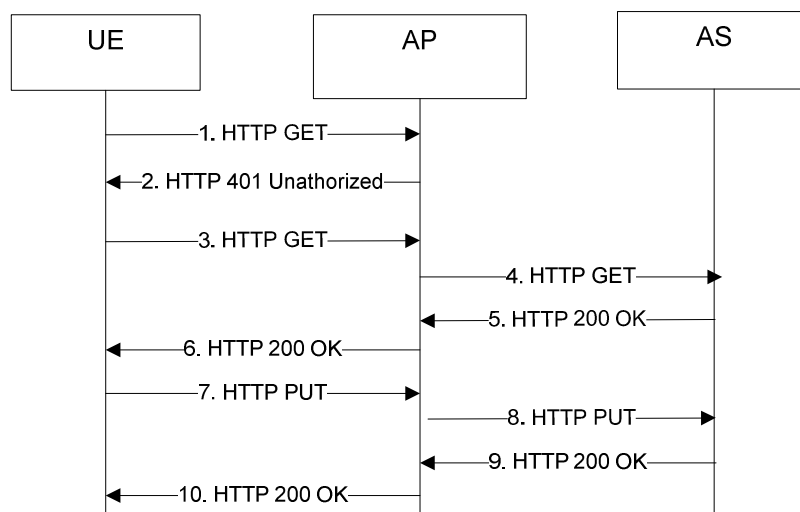 UE
AP
AS
1. HTTP GET
2. HTTP 401 Unathorized
3. HTTP GET
4. HTTP GET
5. HTTP 200 OK
6. HTTP 200 OK
7. HTTP PUT
8. HTTP PUT
9. HTTP 200 OK
10. HTTP 200 OK